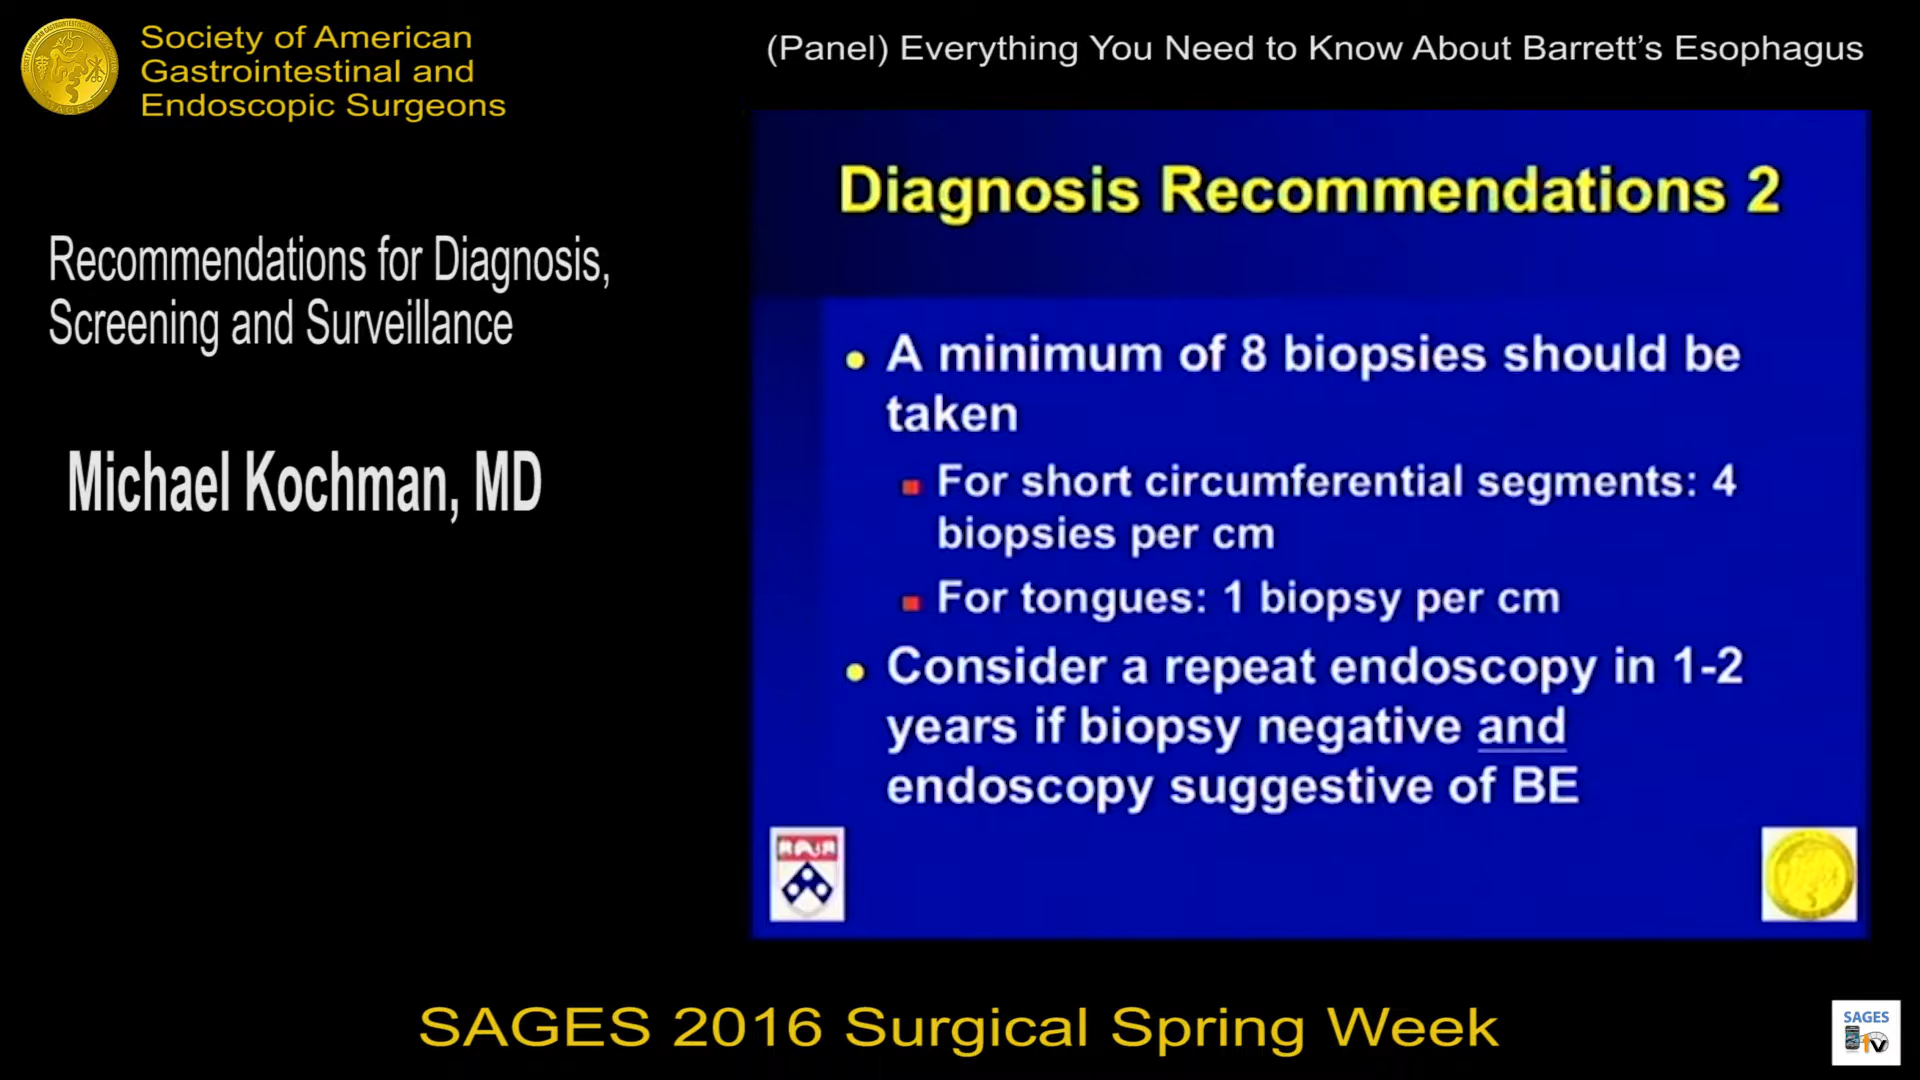 Society of American
Gastrointestinal and
Endoscopic Surgeons
(Panel) Everything You Need to Know About Barrett's Esophagus
Recommendations for Diagnosis,
Screening and Surveillance
Michael Kochman, MD
Diagnosis Recommendations 2
A minimum of 8 biopsies should be
taken
For short circumferential segments: 4
biopsies per cm
For tongues: 1 biopsy per cm
Consider a repeat endoscopy in 1-2
years if biopsy negative and
endoscopy suggestive of BE
SAGES 2016 Surgical Spring Week
SAGES
TV